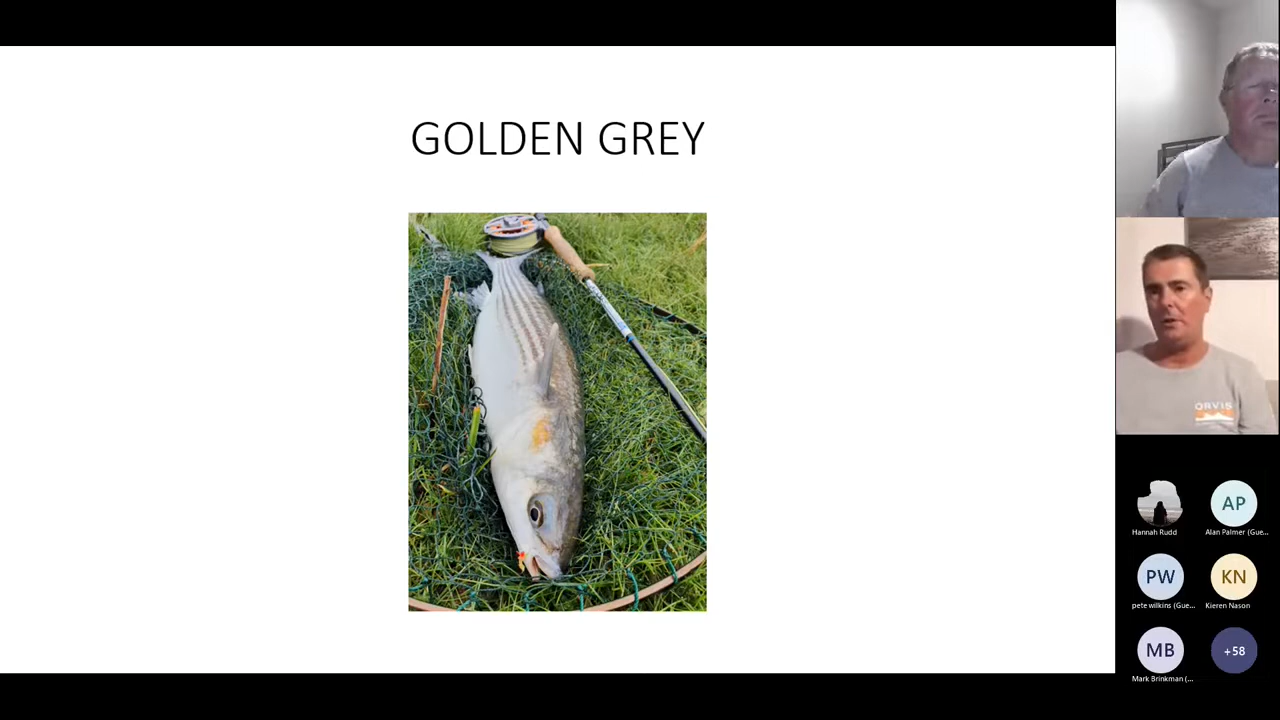 GOLDEN GREY
ORVIS
Hannah Rudd
AP
Alan Palmer (Gue...
PW
pete wilkins (Gue...
KN
Kieren Nason
MB
Mark Brinkman (...
+58